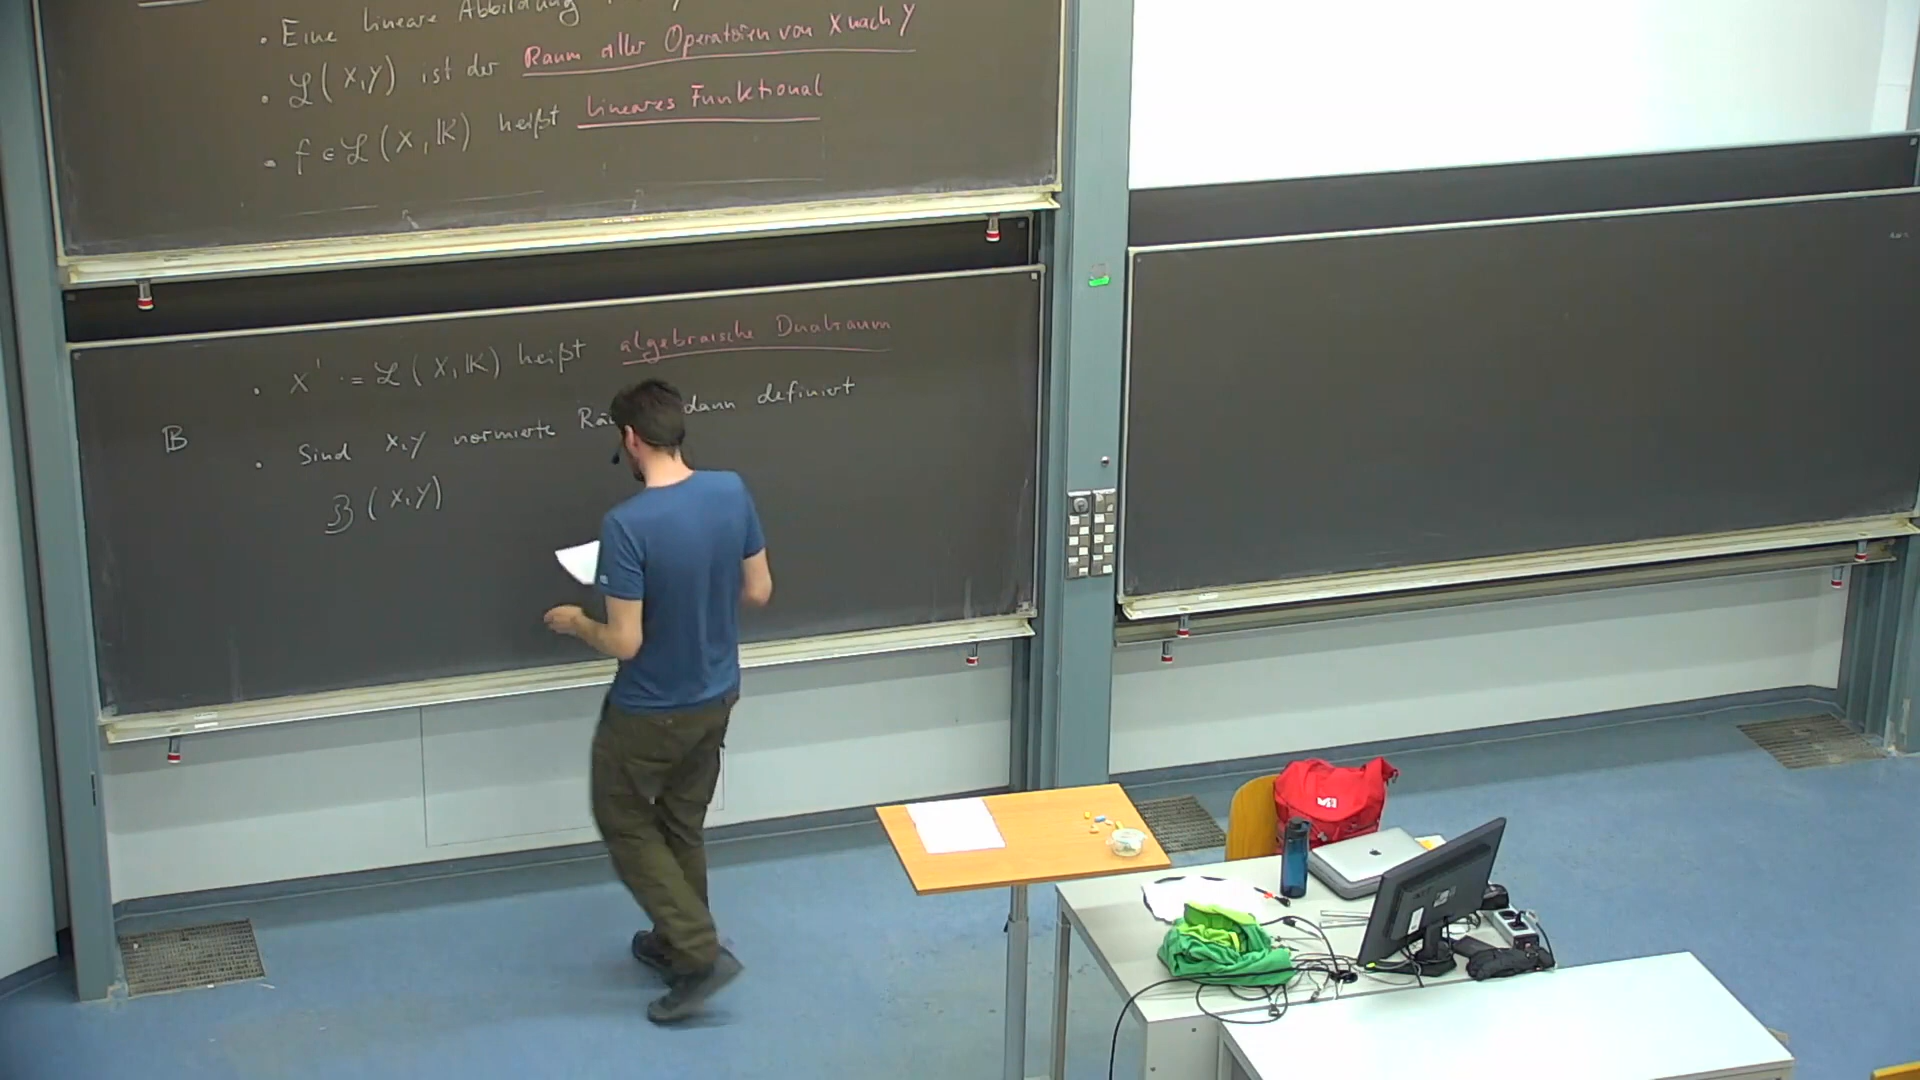 • Eine lineare Abbildung
• ℒ(X,Y) ist der Raum aller Operatoren von X nach Y
• f ∈ ℒ(X, 𝕂) heißt lineares Funktional
• X' := ℒ(X, 𝕂) heißt algebraische Dualraum
𝔹
• Sind X, Y normierte dann definiert
ℬ(X,Y)